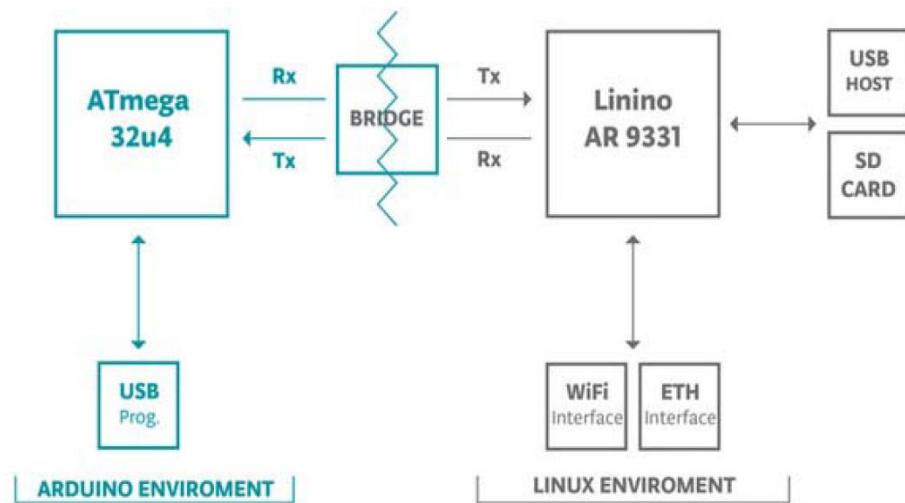 ATmega
32u4
Rx
Tx
BRIDGE
Tx
Rx
Linino
AR 9331
USB
HOST
SD
CARD
USB
Prog.
WiFi
Interface
ETH
Interface
ARDUINO ENVIROMENT
LINUX ENVIROMENT